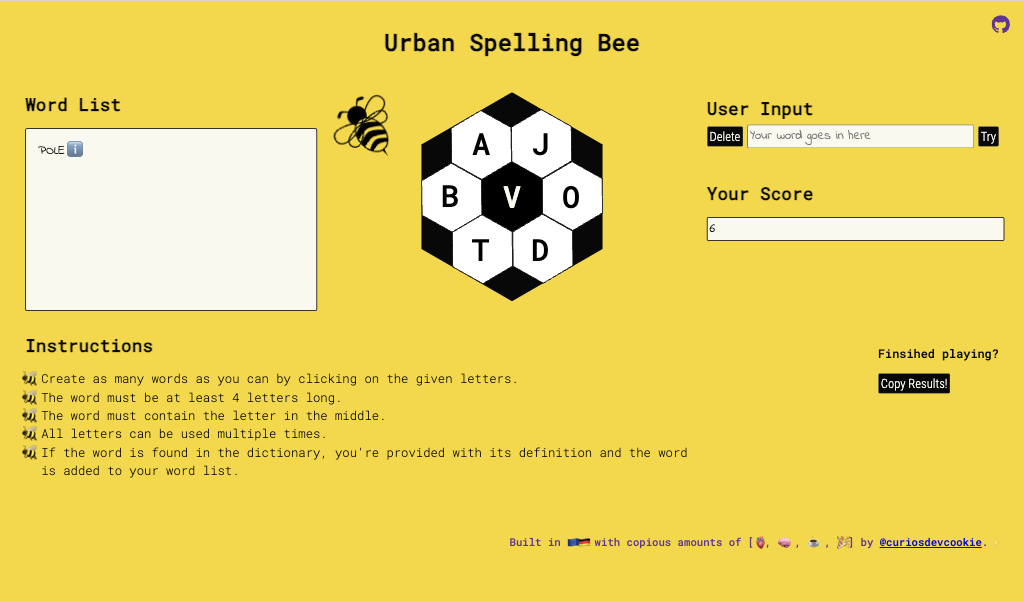 Urban Spelling Bee
Word List
POLE ℹ️
A J
B V O
T D
User Input
Delete Your word goes in here Try
Your Score
6
Instructions
Create as many words as you can by clicking on the given letters.
The word must be at least 4 letters long.
The word must contain the letter in the middle.
All letters can be used multiple times.
If the word is found in the dictionary, you're provided with its definition and the word
is added to your word list.
Finsihed playing?
Copy Results!
Built in 🇪🇺🇩🇪 with copious amounts of [🫀, 🧠, ☕, 🎉] by @curiosdevcookie.